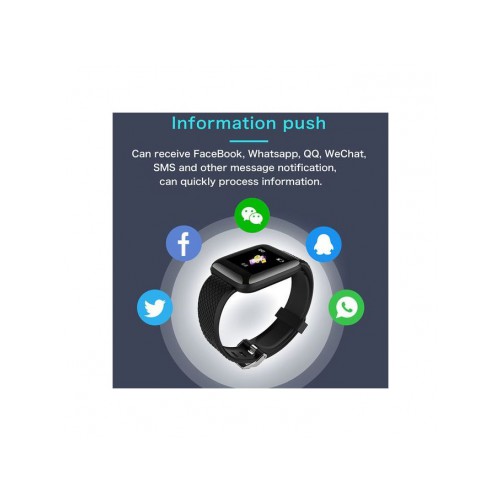 Information push
Can receive FaceBook, Whatsapp, QQ, WeChat,
SMS and other message notification,
can quickly process information.